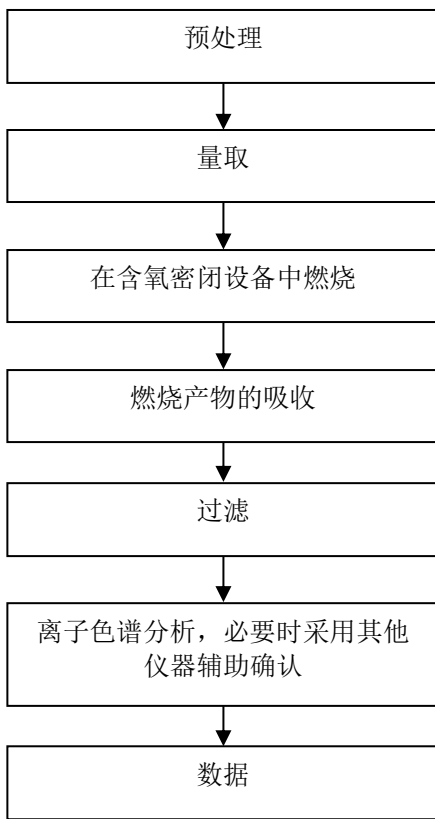 预处理
量取
在含氧密闭设备中燃烧
燃烧产物的吸收
过滤
离子色谱分析，必要时采用其他
仪器辅助确认
数据